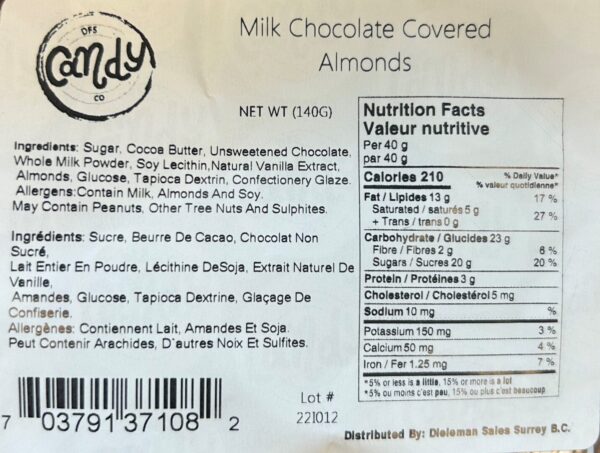 DFS
Candy
CO
Milk Chocolate Covered
Almonds
NET WT (140G)
Ingredients: Sugar, Cocoa Butter, Unsweetened Chocolate,
Whole Milk Powder, Soy Lecithin,Natural Vanilla Extract,
Almonds, Glucose, Tapioca Dextrin, Confectionery Glaze.
Allergens:Contain Milk, Almonds And Soy.
May Contain Peanuts, Other Tree Nuts And Sulphites.
Ingrédients: Sucre, Beurre De Cacao, Chocolat Non
Sucré,
Lait Entier En Poudre, Lécithine DeSoja, Extrait Naturel De
Vanille,
Amandes, Glucose, Tapioca Dextrine, Glaçage De
Confiserie.
Allergènes: Contiennent Lait, Amandes Et Soja.
Peut Contenir Arachides, D'autres Noix Et Sulfites.
Nutrition Facts
Valeur nutritive
Per 40 g
par 40 g
Calories 210
% Daily Value*
% valeur quotidienne*
Fat / Lipides 13 g 17 %
Saturated / saturés 5 g
+ Trans / trans 0 g 27 %
Carbohydrate / Glucides 23 g
Fibre / Fibres 2 g 8 %
Sugars / Sucres 20 g 20 %
Protein / Protéines 3 g
Cholesterol / Cholestérol 5 mg
Sodium 10 mg %
Potassium 150 mg 3 %
Calcium 50 mg 4 %
Iron / Fer 1.25 mg 7 %
*5% or less is a little, 15% or more is a lot
*5% ou moins c'est peu, 15% ou plus c'est beaucoup
7 03791 37108 2
Lot #
221012
Distributed By: Dieleman Sales Surrey B.C.